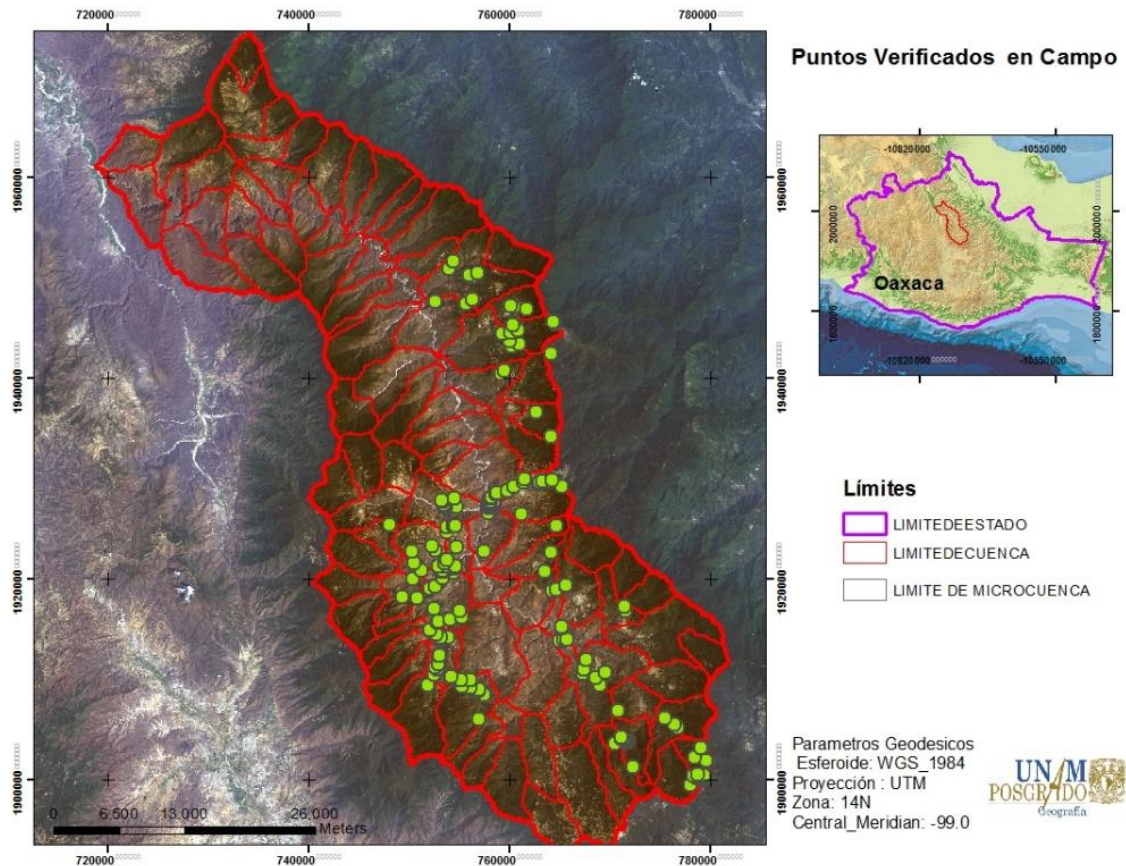 720000 740000 760000 780000
Puntos Verificados en Campo
-10820000 -10550000
1960000 1960000
2000000 2000000
Oaxaca
1800000 1800000
-10820000 -10550000
1940000 1940000
Límites
LIMITEDEESTADO
LIMITEDECUENCA
LIMITE DE MICROCUENCA
1920000 1920000
Parametros Geodesicos
Esferoide: WGS_1984
Proyección : UTM
Zona: 14N
Central_Meridian: -99.0
UNAM
POSGRADO
Geografía
1900000 1900000
0 6,500 13,000 26,000
Meters
720000 740000 760000 780000